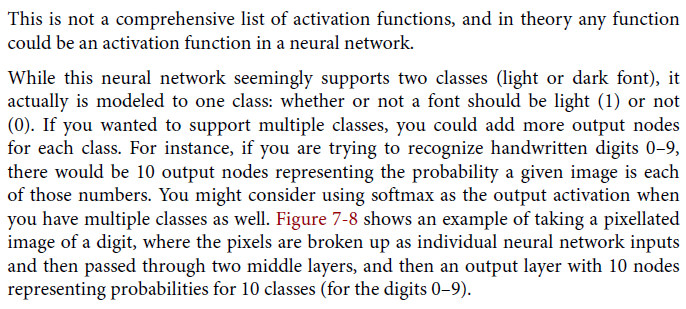 This is not a comprehensive list of activation functions, and in theory any function
could be an activation function in a neural network.
While this neural network seemingly supports two classes (light or dark font), it
actually is modeled to one class: whether or not a font should be light (1) or not
(0). If you wanted to support multiple classes, you could add more output nodes
for each class. For instance, if you are trying to recognize handwritten digits 0–9,
there would be 10 output nodes representing the probability a given image is each
of those numbers. You might consider using softmax as the output activation when
you have multiple classes as well. Figure 7-8 shows an example of taking a pixellated
image of a digit, where the pixels are broken up as individual neural network inputs
and then passed through two middle layers, and then an output layer with 10 nodes
representing probabilities for 10 classes (for the digits 0–9).